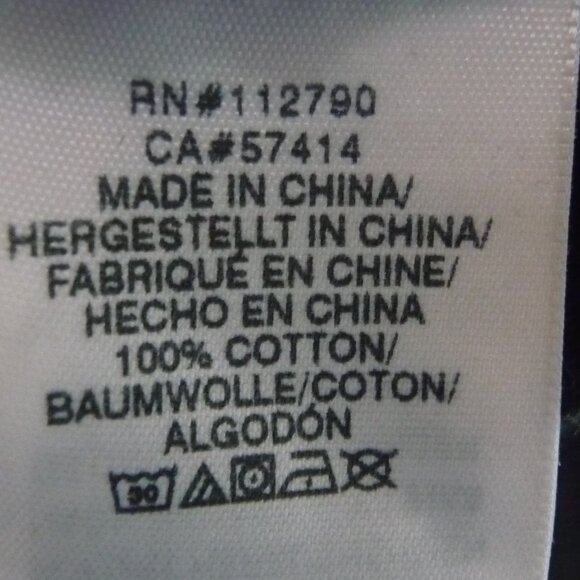 RN#112790
CA#57414
MADE IN CHINA/
HERGESTELLT IN CHINA/
FABRIQUÉ EN CHINE/
HECHO EN CHINA
100% COTTON/
BAUMWOLLE/COTON/
ALGODÓN
30